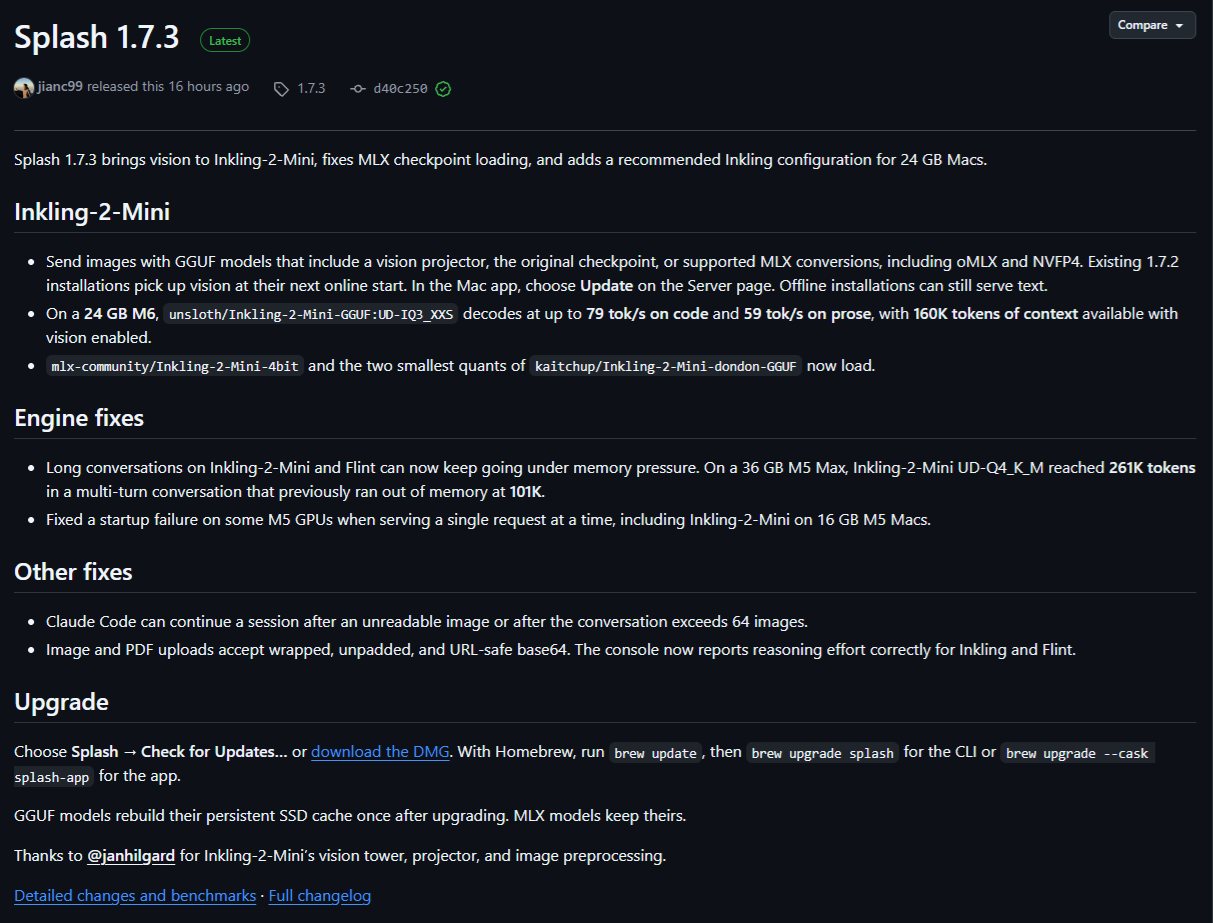 Splash 1.7.3 Latest
Compare
jianc99 released this 16 hours ago 1.7.3 d40c250
Splash 1.7.3 brings vision to Inkling-2-Mini, fixes MLX checkpoint loading, and adds a recommended Inkling configuration for 24 GB Macs.
Inkling-2-Mini
• Send images with GGUF models that include a vision projector, the original checkpoint, or supported MLX conversions, including oMLX and NVFP4. Existing 1.7.2
installations pick up vision at their next online start. In the Mac app, choose Update on the Server page. Offline installations can still serve text.
• On a 24 GB M6, unsloth/Inkling-2-Mini-GGUF:UD-IQ3_XXS decodes at up to 79 tok/s on code and 59 tok/s on prose, with 160K tokens of context available with
vision enabled.
• mlx-community/Inkling-2-Mini-4bit and the two smallest quants of kaitchup/Inkling-2-Mini-dondon-GGUF now load.
Engine fixes
• Long conversations on Inkling-2-Mini and Flint can now keep going under memory pressure. On a 36 GB M5 Max, Inkling-2-Mini UD-Q4_K_M reached 261K tokens
in a multi-turn conversation that previously ran out of memory at 101K.
• Fixed a startup failure on some M5 GPUs when serving a single request at a time, including Inkling-2-Mini on 16 GB M5 Macs.
Other fixes
• Claude Code can continue a session after an unreadable image or after the conversation exceeds 64 images.
• Image and PDF uploads accept wrapped, unpadded, and URL-safe base64. The console now reports reasoning effort correctly for Inkling and Flint.
Upgrade
Choose Splash → Check for Updates... or download the DMG. With Homebrew, run brew update, then brew upgrade splash for the CLI or brew upgrade --cask
splash-app for the app.
GGUF models rebuild their persistent SSD cache once after upgrading. MLX models keep theirs.
Thanks to @janhilgard for Inkling-2-Mini's vision tower, projector, and image preprocessing.
Detailed changes and benchmarks · Full changelog